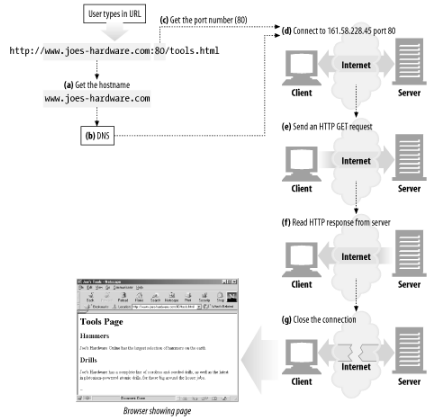 User types in URL
(c) Get the port number (80)
http://www.joes-hardware.com:80/tools.html
(a) Get the hostname
www.joes-hardware.com
(b) DNS
(d) Connect to 161.58.228.45 port 80
Internet
Client
Server
(e) Send an HTTP GET request
Internet
Client
Server
(f) Read HTTP response from server
Internet
Client
Server
(g) Close the connection
Internet
Client
Server
Tools Page
Hammers
Joe's Hardware Online has the largest selection of hammers on the earth
Drills
Joe's Hardware has a complete line of cordless and corded drills, as well as the latest
in plutonium-powered atomic drills, for those big around the house jobs
Browser showing page